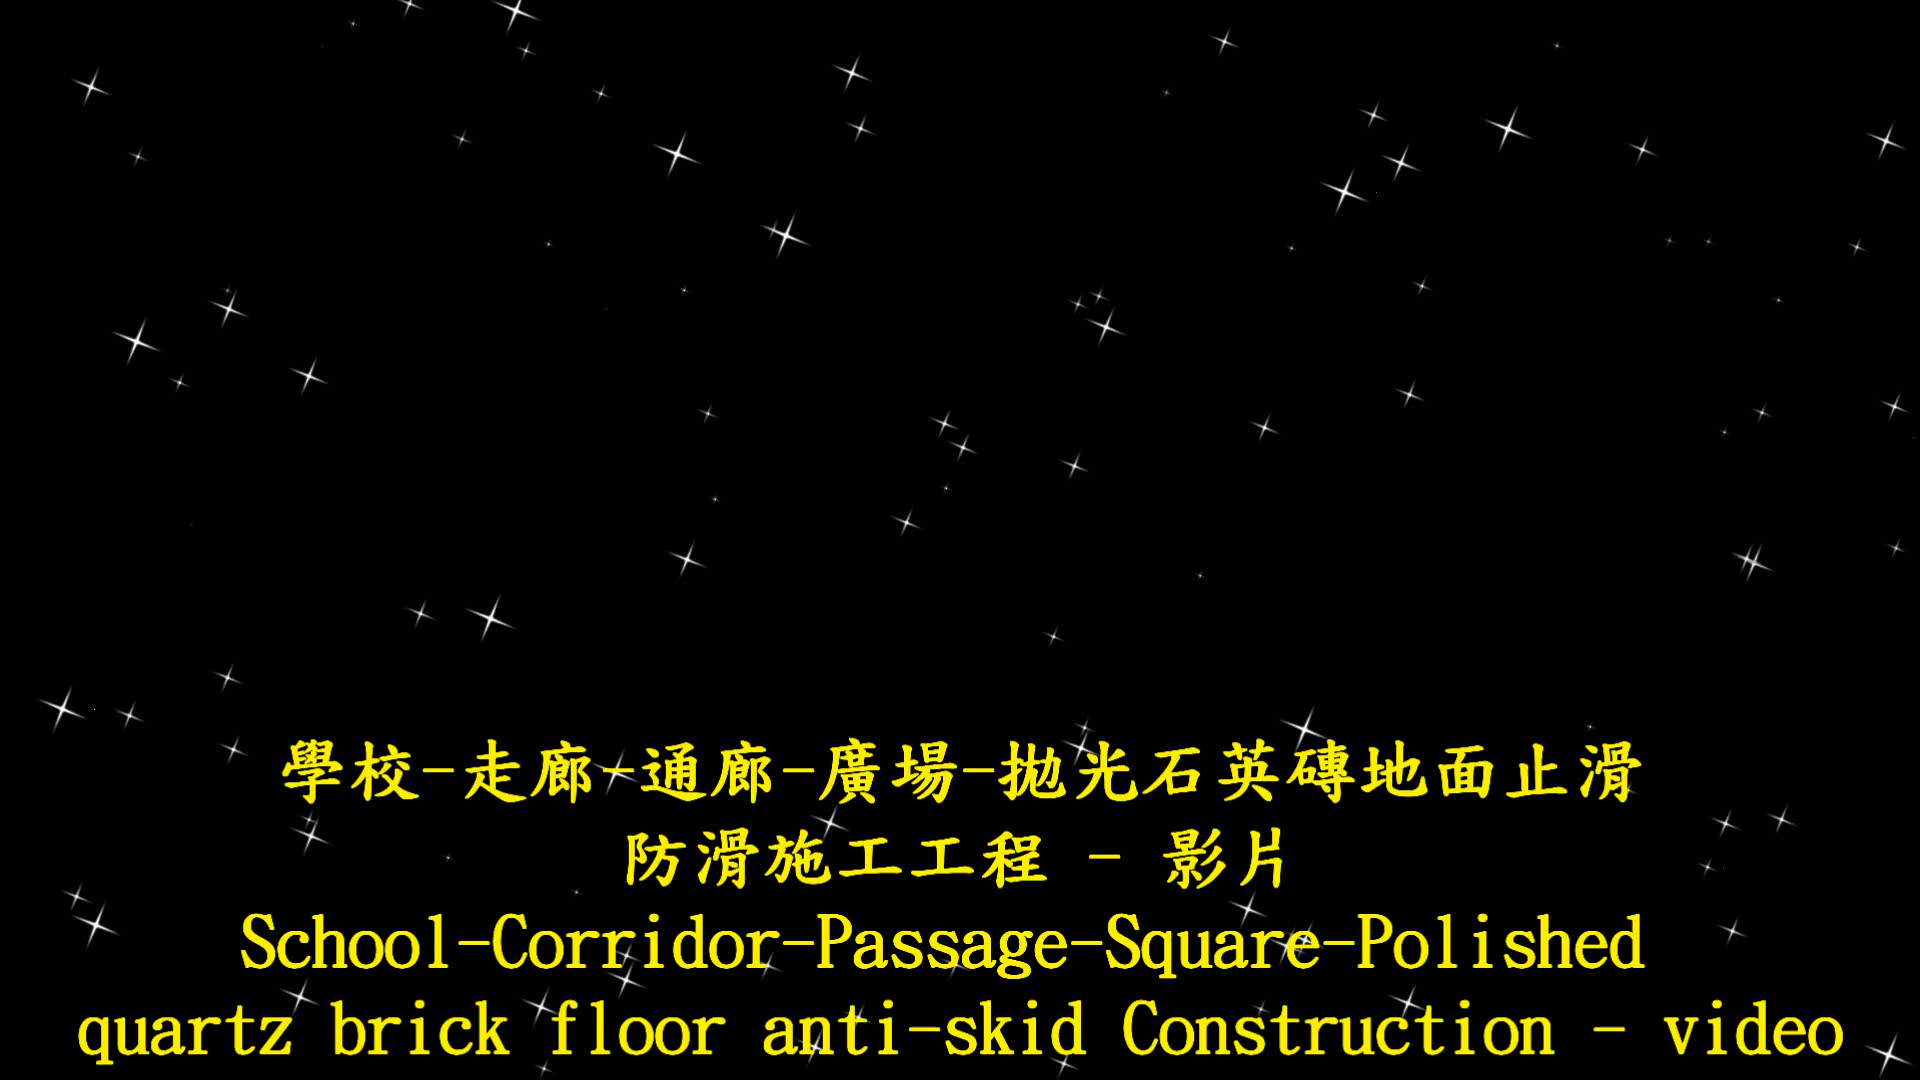 學校-走廊-通廊-廣場-拋光石英磚地面止滑
防滑施工工程 - 影片
School-Corridor-Passage-Square-Polished
quartz brick floor anti-skid Construction - video